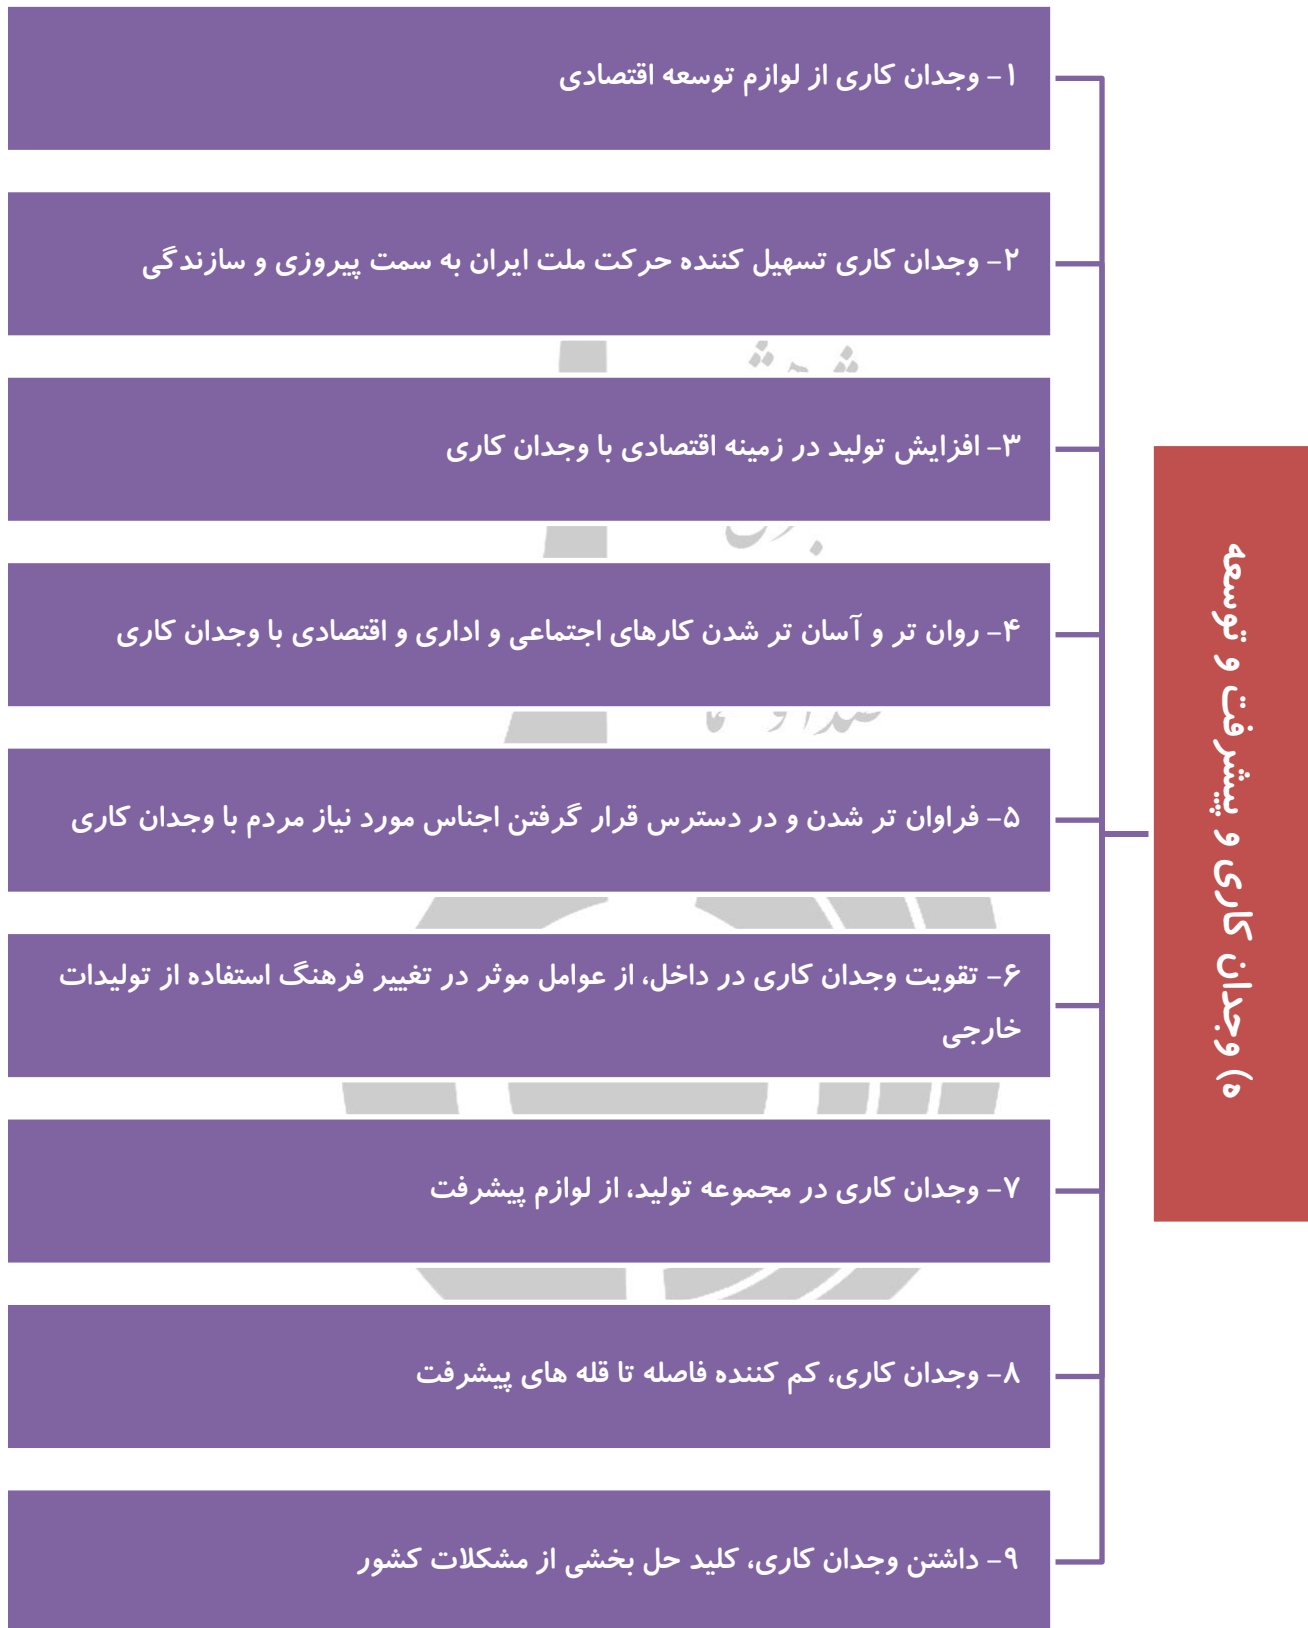 ه) وجدان کاری و پیشرفت و توسعه
۱- وجدان کاری از لوازم توسعه اقتصادی
۲- وجدان کاری تسهیل کننده حرکت ملت ایران به سمت پیروزی و سازندگی
۳- افزایش تولید در زمینه اقتصادی با وجدان کاری
۴- روان تر و آسان تر شدن کارهای اجتماعی و اداری و اقتصادی با وجدان کاری
۵- فراوان تر شدن و در دسترس قرار گرفتن اجناس مورد نیاز مردم با وجدان کاری
۶- تقویت وجدان کاری در داخل، از عوامل موثر در تغییر فرهنگ استفاده از تولیدات
خارجی
۷- وجدان کاری در مجموعه تولید، از لوازم پیشرفت
۸- وجدان کاری، کم کننده فاصله تا قله های پیشرفت
۹- داشتن وجدان کاری، کلید حل بخشی از مشکلات کشور